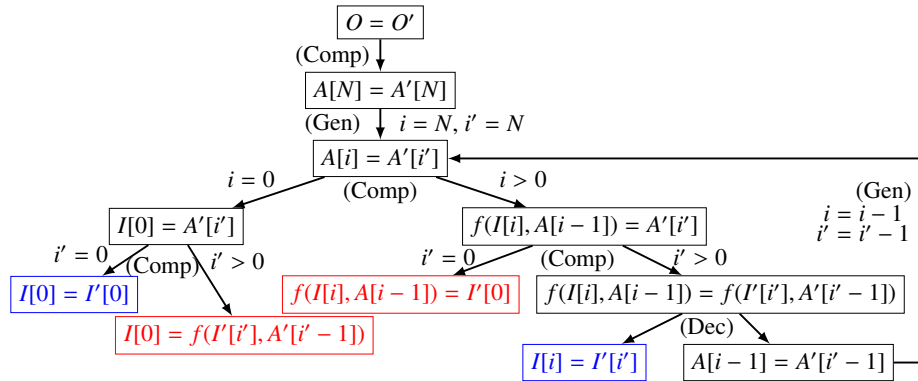 O = O′
(Comp)
A[N] = A′[N]
(Gen) i = N, i′ = N
A[i] = A′[i′]
i = 0 (Comp) i > 0
(Gen)
i = i − 1
i′ = i′ − 1
I[0] = A′[i′] f(I[i], A[i − 1]) = A′[i′]
i′ = 0 (Comp) i′ > 0 i′ = 0 (Comp) i′ > 0
I[0] = I′[0] f(I[i], A[i − 1]) = I′[0] f(I[i], A[i − 1]) = f(I′[i′], A′[i′ − 1])
I[0] = f(I′[i′], A′[i′ − 1]) (Dec)
I[i] = I′[i′] A[i − 1] = A′[i′ − 1]